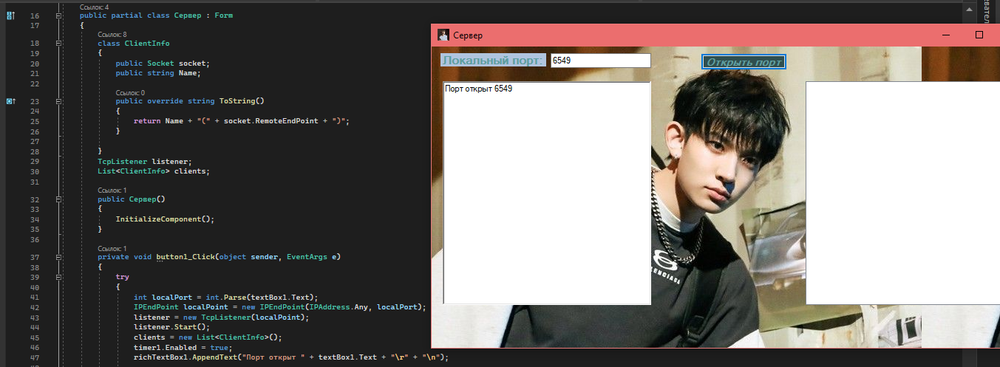 Ссылок: 4
16 public partial class Сервер : Form
17 {
Ссылок: 8
18 class ClientInfo
19 {
20 public Socket socket;
21 public string Name;
22
Ссылок: 0
23 public override string ToString()
24 {
25 return Name + "(" + socket.RemoteEndPoint + ")";
26 }
27
28 }
29 TcpListener listener;
30 List<ClientInfo> clients;
31
Ссылок: 1
32 public Сервер()
33 {
34 InitializeComponent();
35 }
36
Ссылок: 1
37 private void button1_Click(object sender, EventArgs e)
38 {
39 try
40 {
41 int localPort = int.Parse(textBox1.Text);
42 IPEndPoint localPoint = new IPEndPoint(IPAddress.Any, localPort);
43 listener = new TcpListener(localPoint);
44 listener.Start();
45 clients = new List<ClientInfo>();
46 timer1.Enabled = true;
47 richTextBox1.AppendText("Порт открыт " + textBox1.Text + "\r" + "\n");
Сервер
Локальный порт: 6549 Открыть порт
Порт открыт 6549